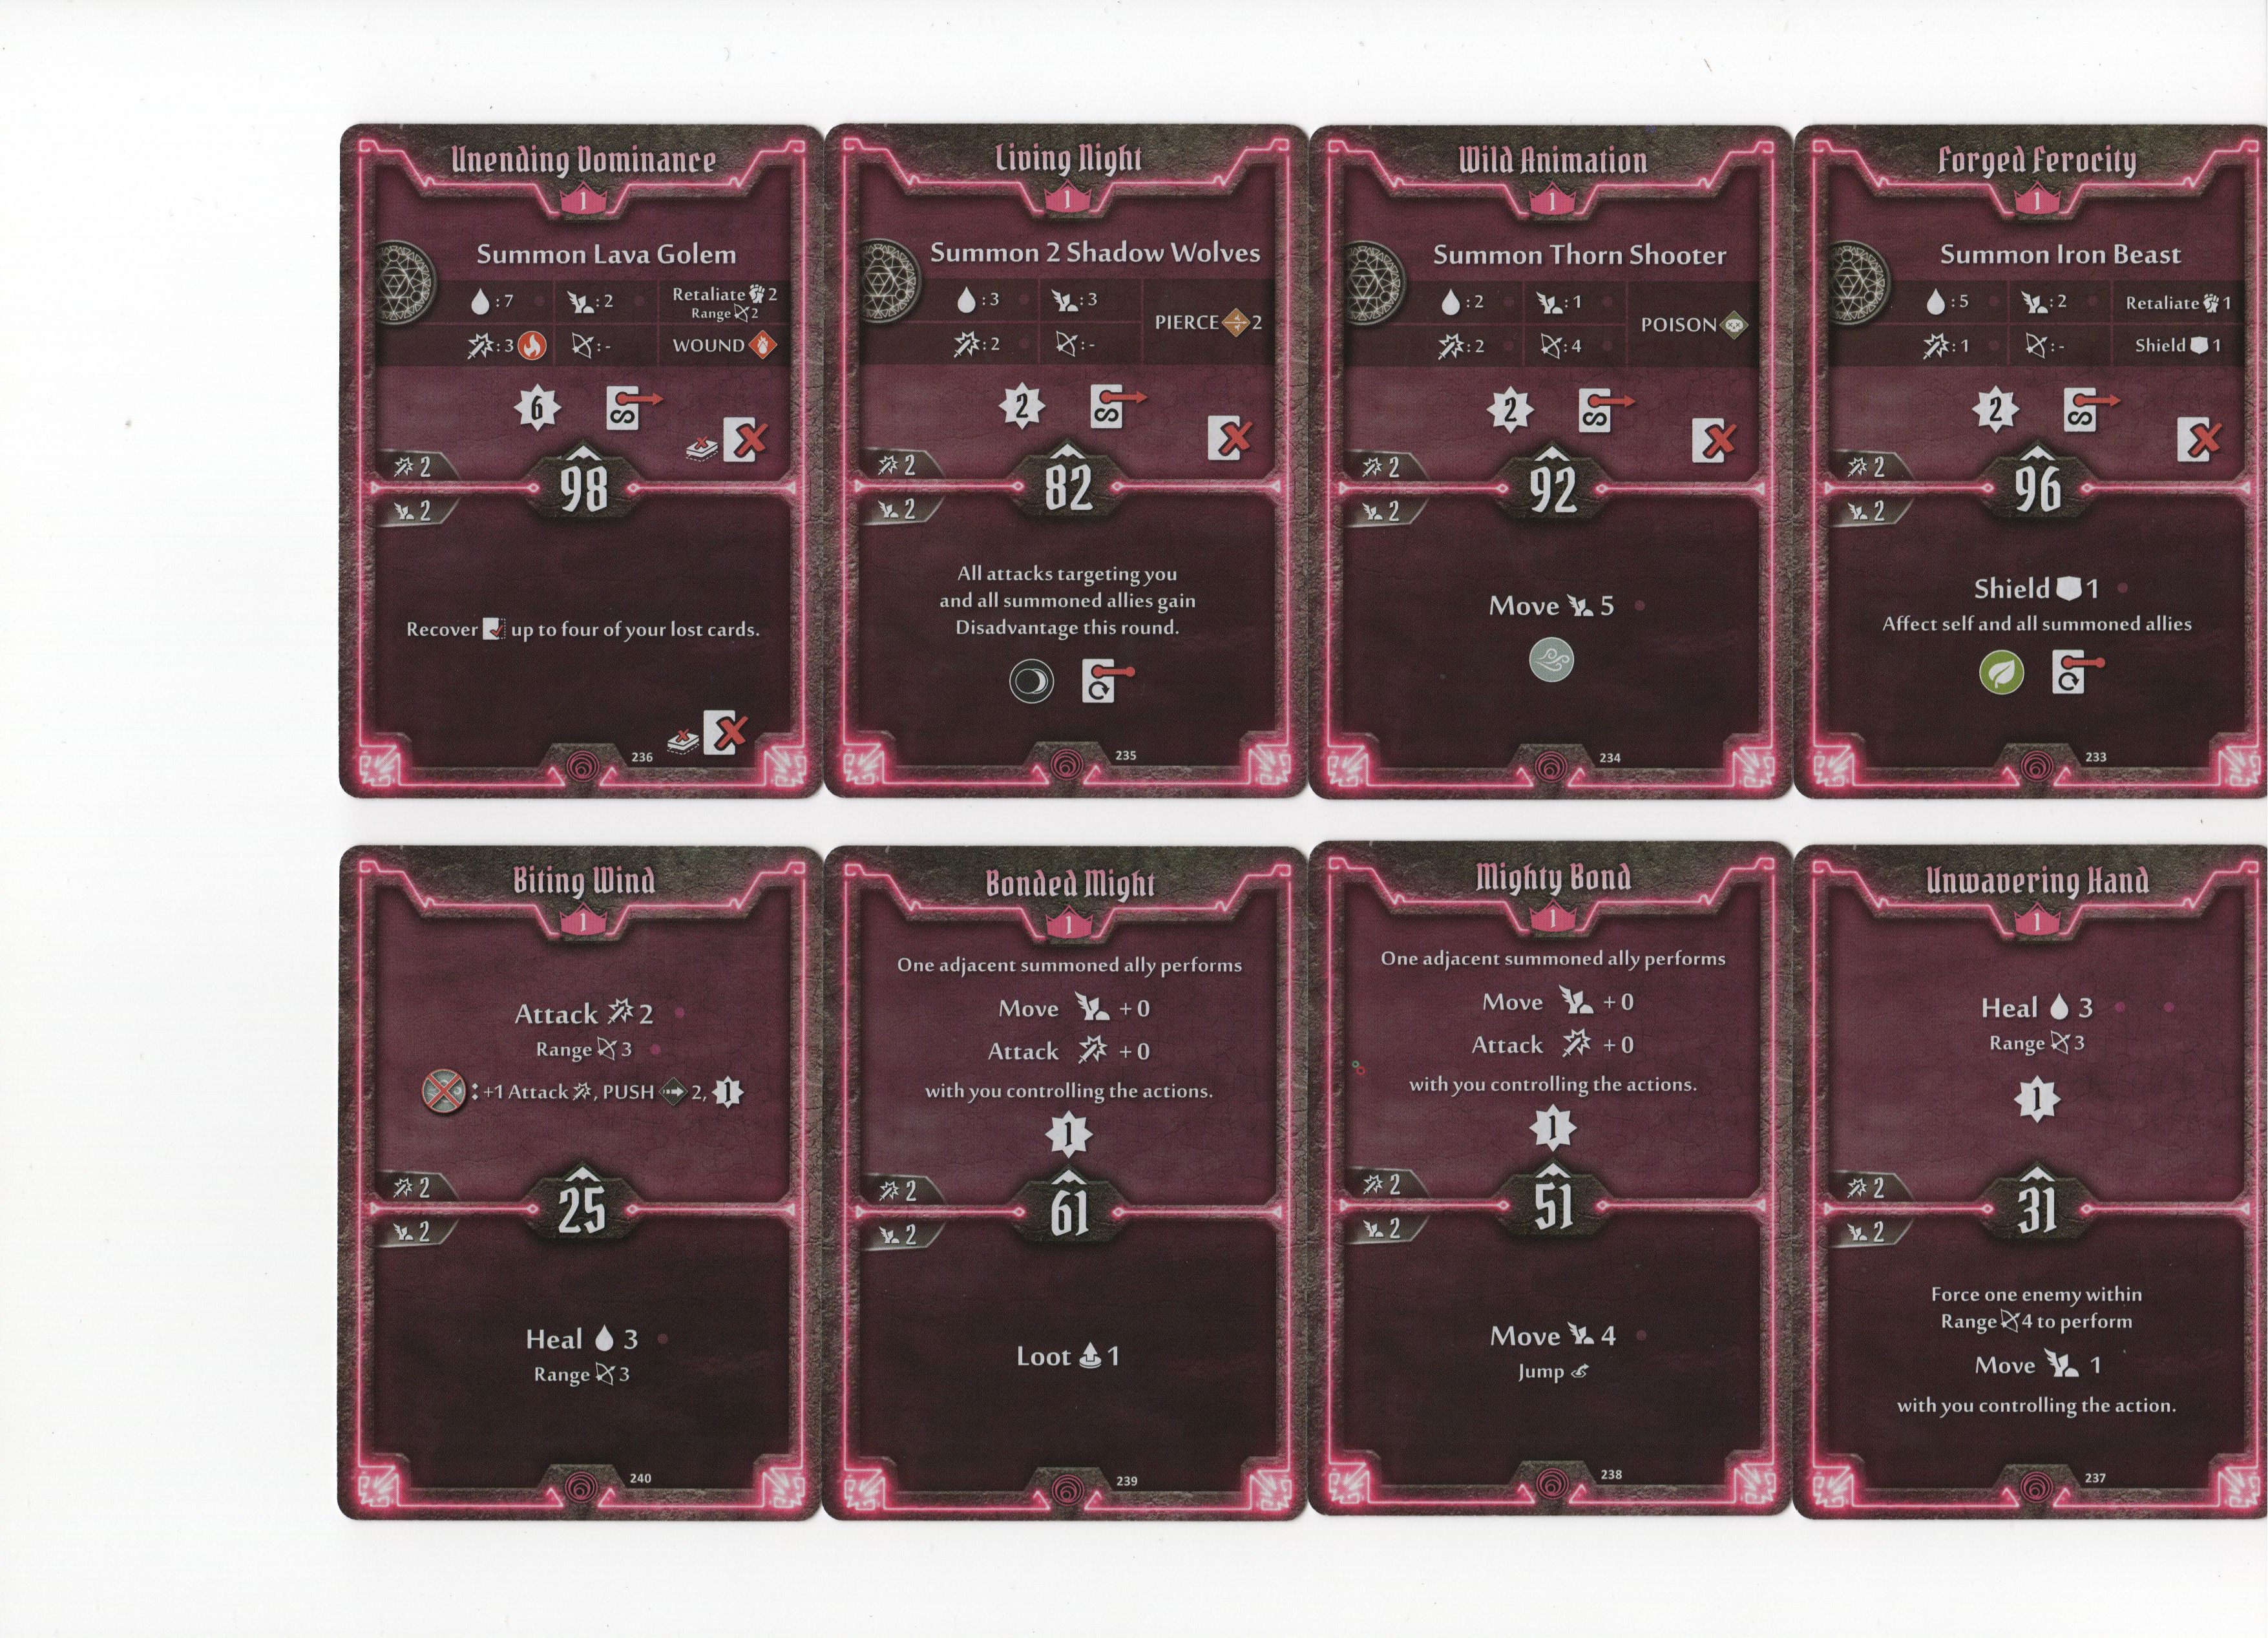 Unending Dominance
1
Summon Lava Golem
: 7
: 2
Retaliate 2
Range 2
: 3
: -
WOUND
6
2
98
2
Recover up to four of your lost cards.
236
Living Night
1
Summon 2 Shadow Wolves
: 3
: 3
PIERCE 2
: 2
: -
2
2
82
2
All attacks targeting you
and all summoned allies gain
Disadvantage this round.
235
Wild Animation
1
Summon Thorn Shooter
: 2
: 1
POISON
: 2
: 4
2
2
92
2
Move 5
234
Forged Ferocity
1
Summon Iron Beast
: 5
: 2
Retaliate 1
: 1
: -
Shield 1
2
2
96
2
Shield 1
Affect self and all summoned allies
233
Biting Wind
1
Attack 2
Range 3
: +1 Attack , PUSH 2, 1
2
25
2
Heal 3
Range 3
240
Bonded Might
1
One adjacent summoned ally performs
Move + 0
Attack + 0
with you controlling the actions.
1
2
61
2
Loot 1
239
Mighty Bond
1
One adjacent summoned ally performs
Move + 0
Attack + 0
with you controlling the actions.
1
2
51
2
Move 4
Jump
238
Unwavering Hand
1
Heal 3
Range 3
1
2
31
2
Force one enemy within
Range 4 to perform
Move 1
with you controlling the action.
237